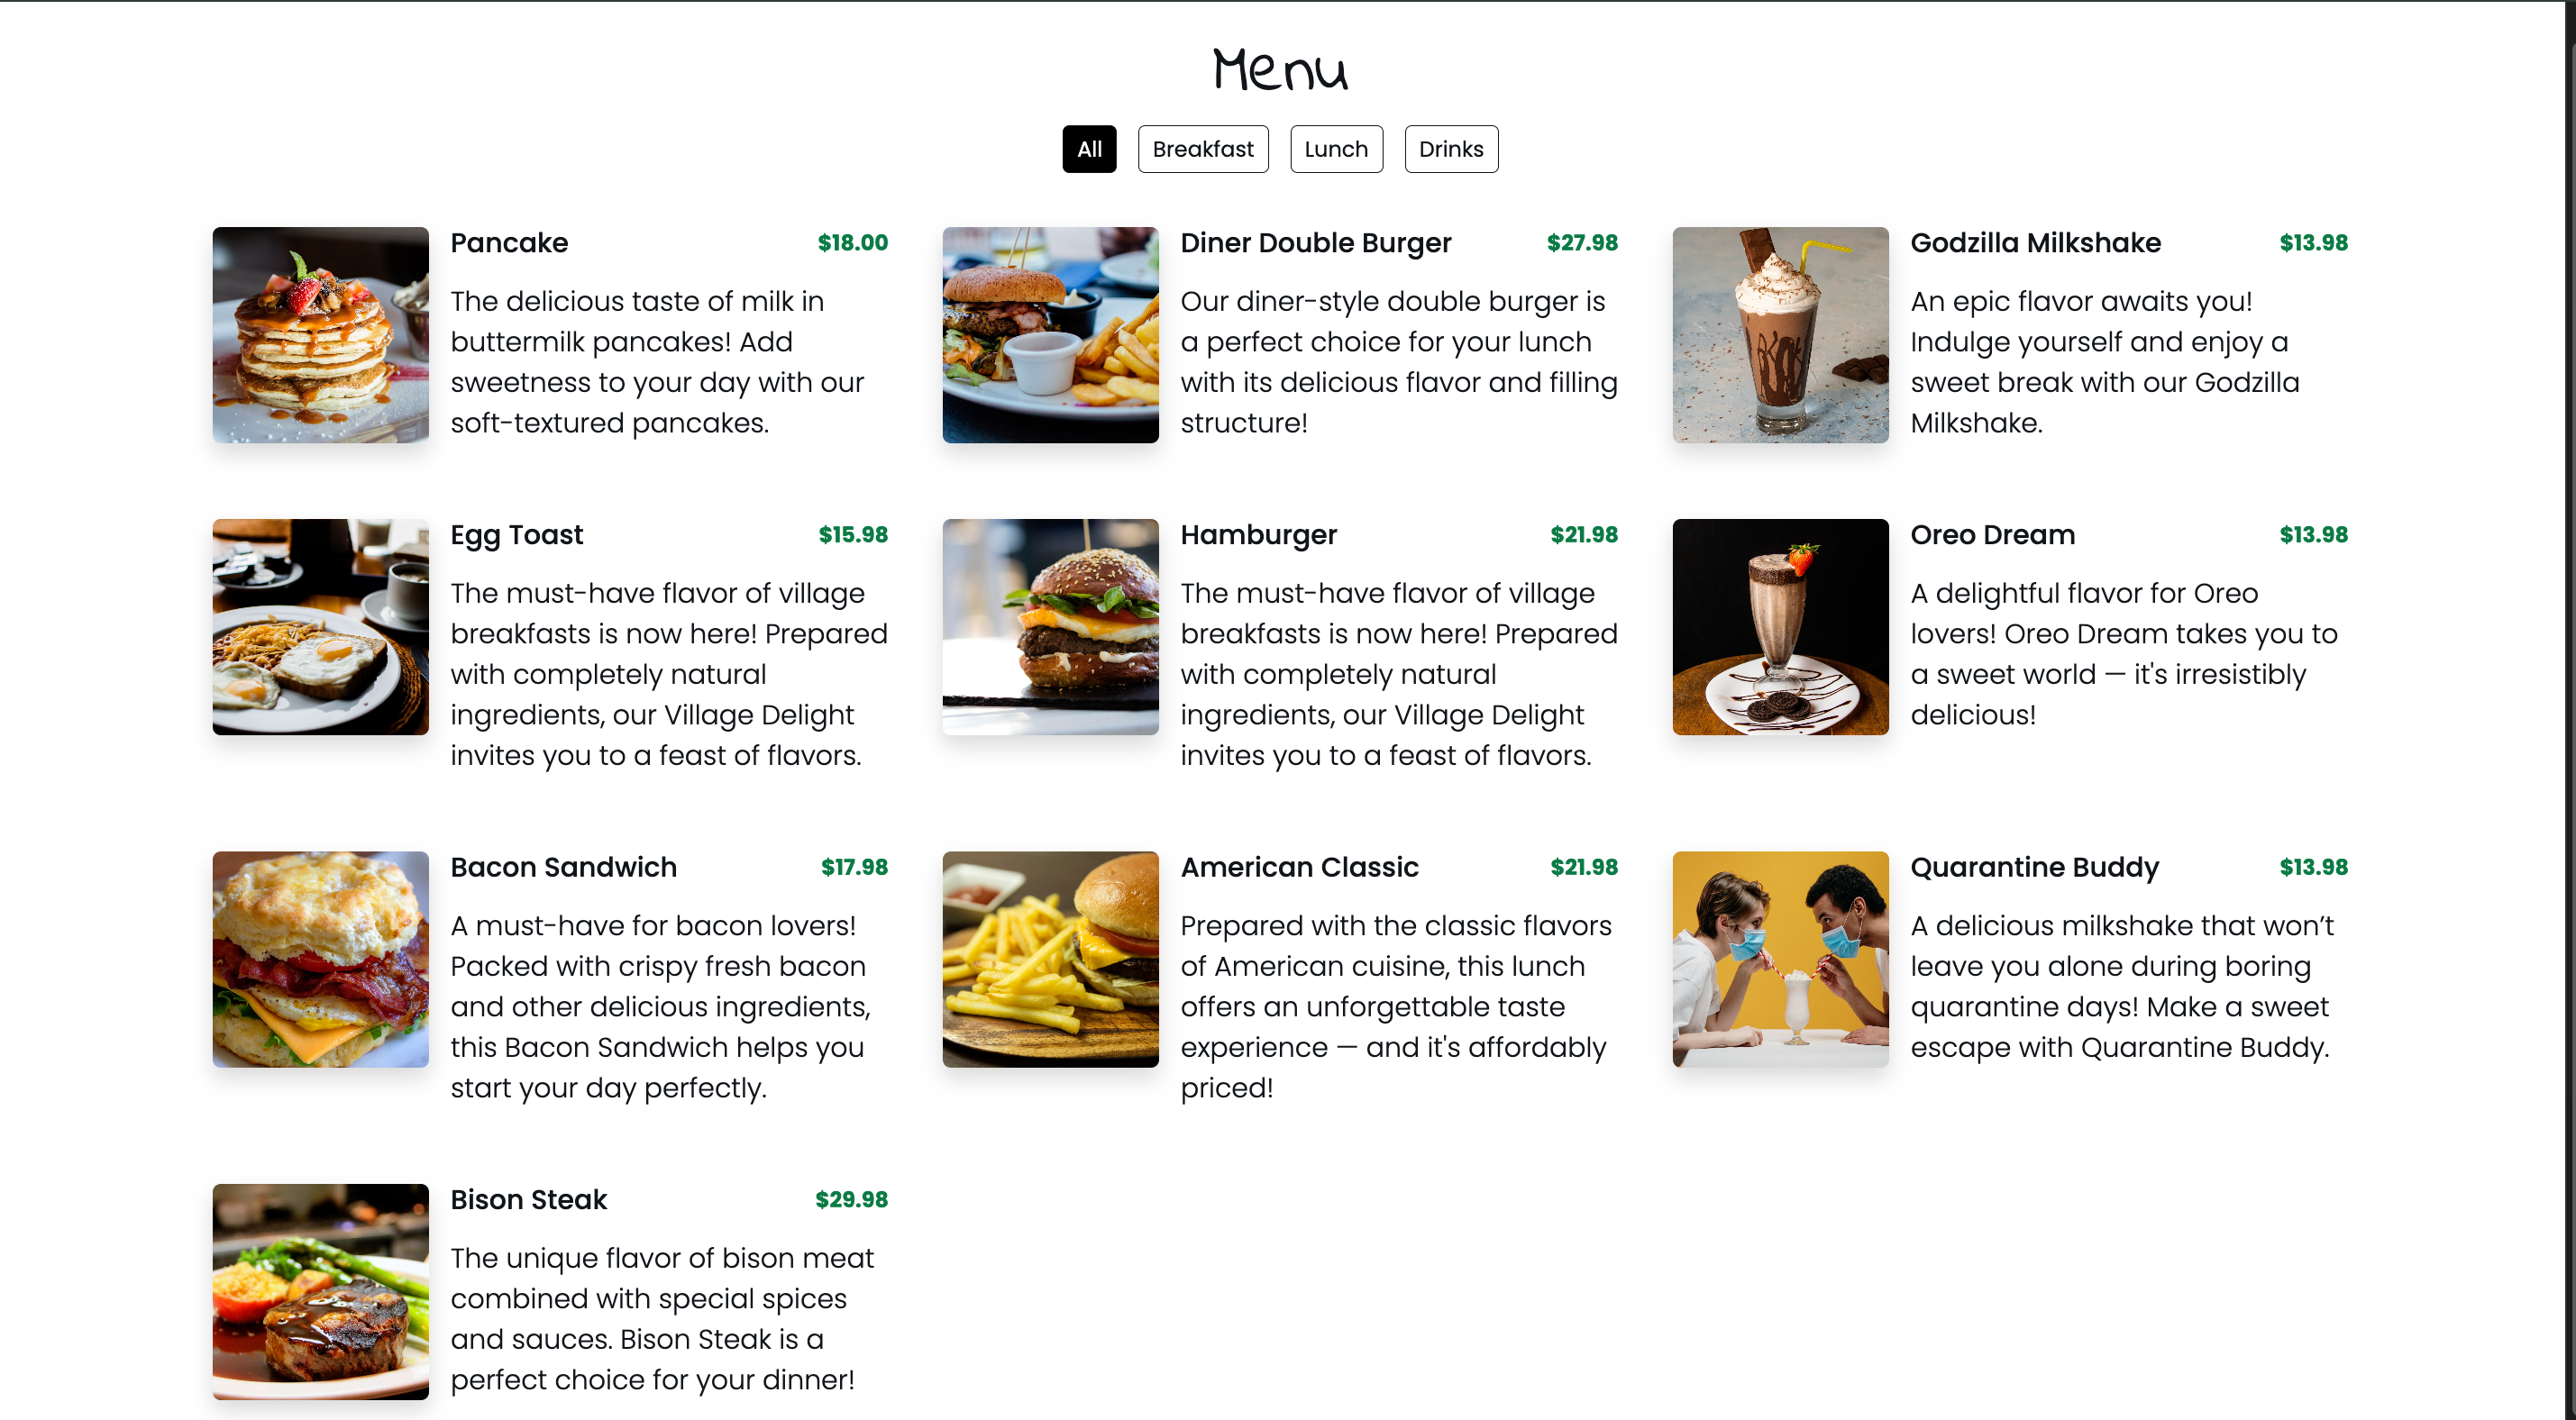 Menu
All
Breakfast
Lunch
Drinks
Pancake
$18.00
The delicious taste of milk in
buttermilk pancakes! Add
sweetness to your day with our
soft-textured pancakes.
Diner Double Burger
$27.98
Our diner-style double burger is
a perfect choice for your lunch
with its delicious flavor and filling
structure!
Godzilla Milkshake
$13.98
An epic flavor awaits you!
Indulge yourself and enjoy a
sweet break with our Godzilla
Milkshake.
Egg Toast
$15.98
The must-have flavor of village
breakfasts is now here! Prepared
with completely natural
ingredients, our Village Delight
invites you to a feast of flavors.
Hamburger
$21.98
The must-have flavor of village
breakfasts is now here! Prepared
with completely natural
ingredients, our Village Delight
invites you to a feast of flavors.
Oreo Dream
$13.98
A delightful flavor for Oreo
lovers! Oreo Dream takes you to
a sweet world — it's irresistibly
delicious!
Bacon Sandwich
$17.98
A must-have for bacon lovers!
Packed with crispy fresh bacon
and other delicious ingredients,
this Bacon Sandwich helps you
start your day perfectly.
American Classic
$21.98
Prepared with the classic flavors
of American cuisine, this lunch
offers an unforgettable taste
experience — and it's affordably
priced!
Quarantine Buddy
$13.98
A delicious milkshake that won’t
leave you alone during boring
quarantine days! Make a sweet
escape with Quarantine Buddy.
Bison Steak
$29.98
The unique flavor of bison meat
combined with special spices
and sauces. Bison Steak is a
perfect choice for your dinner!